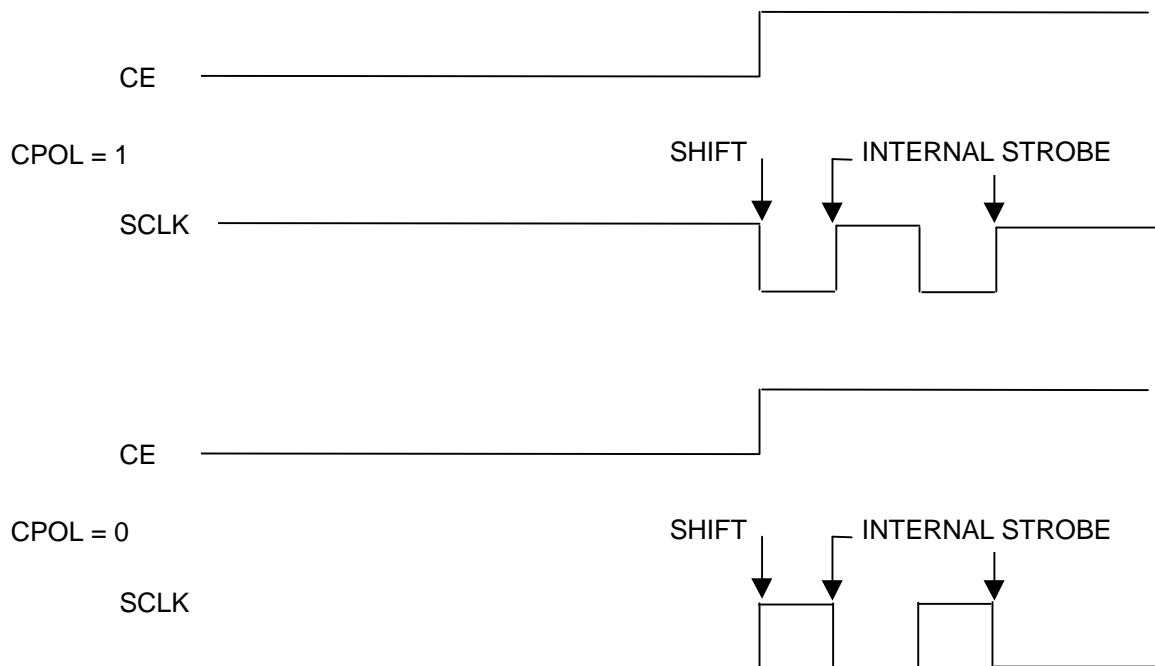 CE
CPOL = 1
SHIFT
INTERNAL STROBE
SCLK
CE
CPOL = 0
SHIFT
INTERNAL STROBE
SCLK